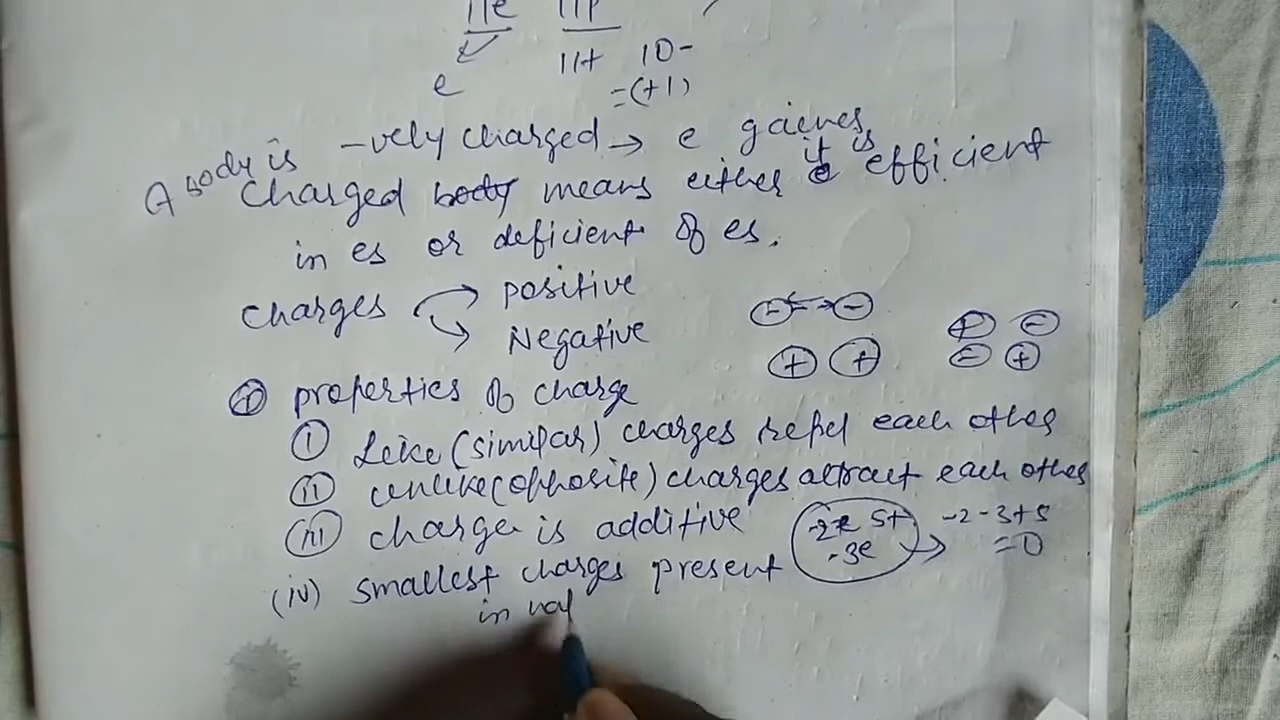 11e 11p
e 11+ 10-
=(+1)
-vely charged → e gaines
A body is charged body means either e it is efficient
in es or deficient of es.
charges → positive
→ Negative
- ↔ -
+ + + -
- +
properties of charge
(i) Like (similar) charges repel each other
(ii) unlike (opposite) charges attract each other
(iii) charge is additive -2e 5+ -2-3+5
-3e → =0
(iv) smallest charges present
in